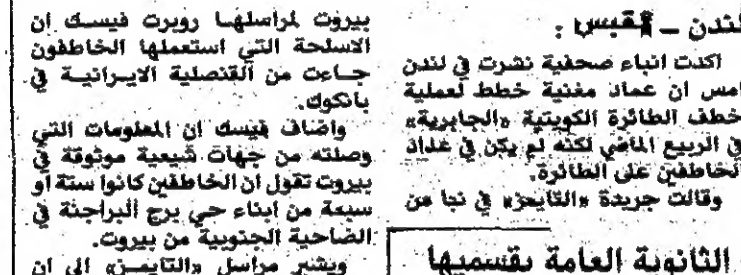 لندن ـ القبس :
اكدت انباء صحفية نشرت في لندن
امس ان عماد مغنية خطط لعملية
خطف الطائرة الكويتية «الجابرية»
في الربيع الماضي لكنه لم يكن في عداد
الخاطفين على الطائرة.
وقالت جريدة «التايمز» في نبا من
بيروت لمراسلها روبرت فيسك ان
الاسلحة التي استعملها الخاطفون
جاءت من القنصلية الايرانية في
بانكوك.
واضاف فيسك ان المعلومات التي
وصلته من جهات شيعية موثوقة في
بيروت تقول ان الخاطفين كانوا ستة او
سبعة من ابناء حي برج البراجنة في
الضاحية الجنوبية من بيروت.
ويشير مراسل «التايمز» الى ان
الثانوية العامة بقسميها